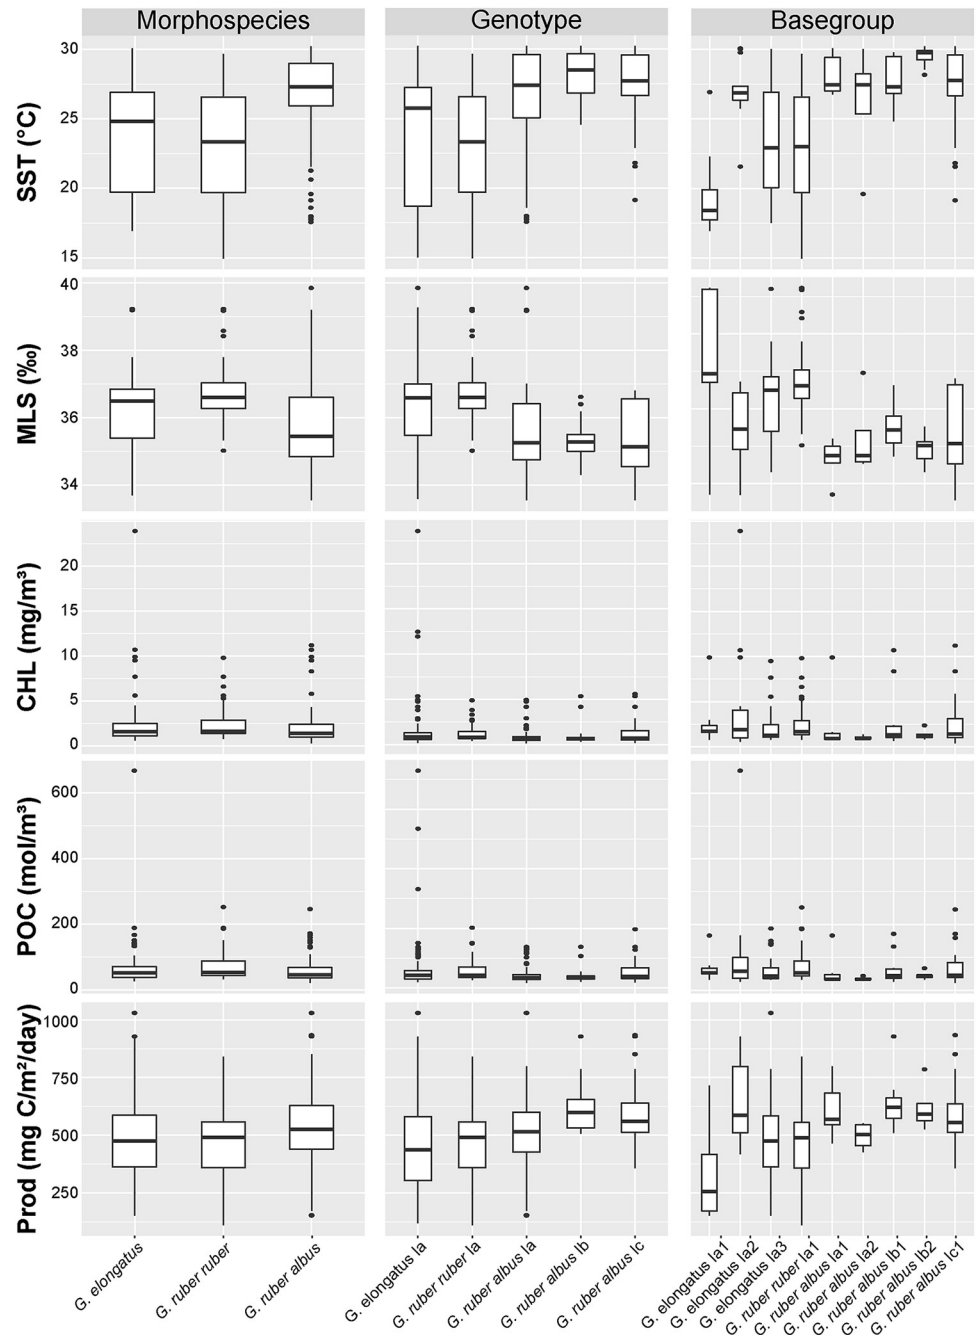 Morphospecies Genotype Basegroup
SST (°C)
30
25
20
15
MLS (‰)
40
38
36
34
CHL (mg/m³)
20
15
10
5
0
POC (mol/m³)
600
400
200
0
Prod (mg C/m²/day)
1000
750
500
250
G. elongatus
G. ruber ruber
G. ruber albus
G. elongatus Ia
G. ruber ruber Ia
G. ruber albus Ia
G. ruber albus Ib
G. ruber albus Ic
G. elongatus Ia1
G. elongatus Ia2
G. elongatus Ia3
G. ruber ruber Ia1
G. ruber albus Ia1
G. ruber albus Ia2
G. ruber albus Ib1
G. ruber albus Ib2
G. ruber albus Ic1